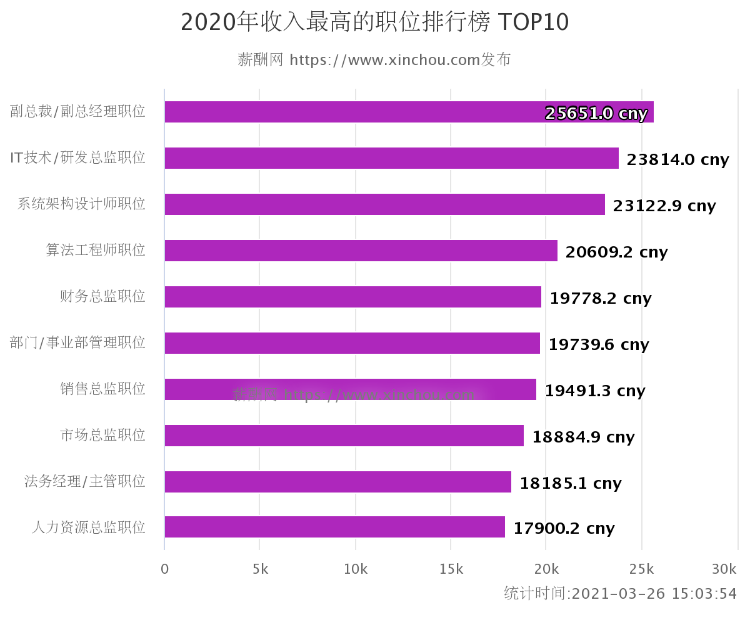 2020年收入最高的职位排行榜 TOP10
薪酬网 https://www.xinchou.com发布
副总裁/副总经理职位 25651.0 cny
IT技术/研发总监职位 23814.0 cny
系统架构设计师职位 23122.9 cny
算法工程师职位 20609.2 cny
财务总监职位 19778.2 cny
部门/事业部管理职位 19739.6 cny
销售总监职位 19491.3 cny
薪酬网 https://www.xinchou.com
市场总监职位 18884.9 cny
法务经理/主管职位 18185.1 cny
人力资源总监职位 17900.2 cny
0 5k 10k 15k 20k 25k 30k
统计时间:2021-03-26 15:03:54